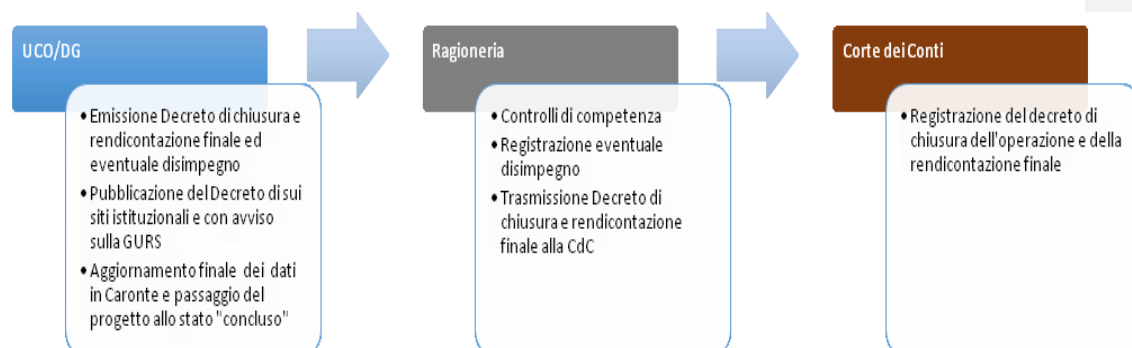 UCO/DG
• Emissione Decreto di chiusura e
rendicontazione finale ed
eventuale disimpegno
• Pubblicazione del Decreto di sui
siti istituzionali e con avviso
sulla GURS
• Aggiornamento finale dei dati
in Caronte e passaggio del
progetto allo stato "concluso"
Ragioneria
• Controlli di competenza
• Registrazione eventuale
disimpegno
• Trasmissione Decreto di
chiusura e rendicontazione
finale alla CdC
Corte dei Conti
• Registrazione del decreto di
chiusura dell'operazione e della
rendicontazione finale